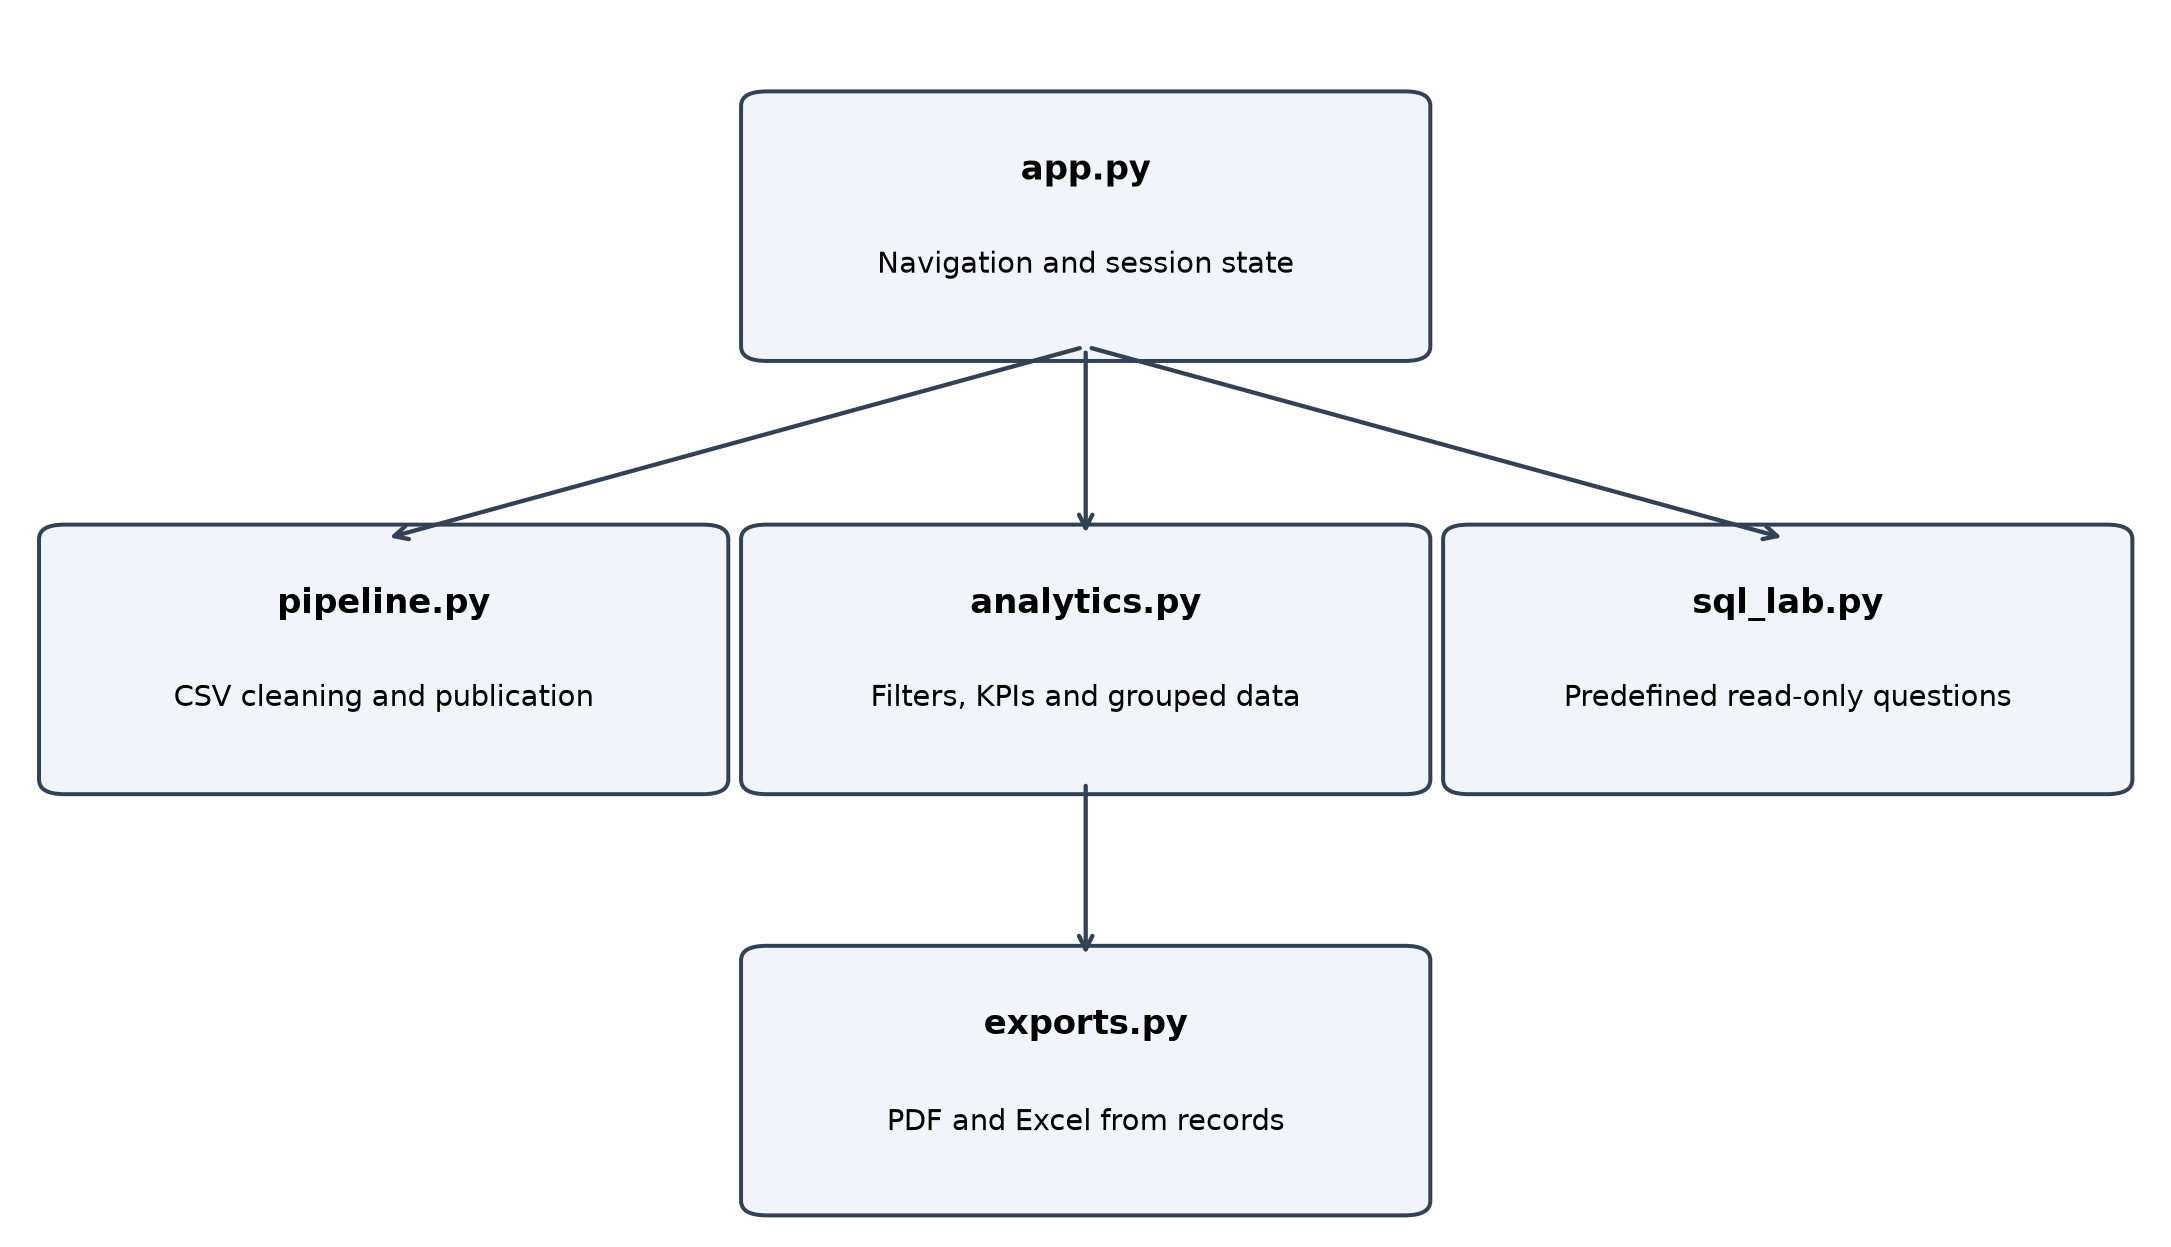 app.py
Navigation and session state
pipeline.py
CSV cleaning and publication
analytics.py
Filters, KPIs and grouped data
sql_lab.py
Predefined read-only questions
exports.py
PDF and Excel from records